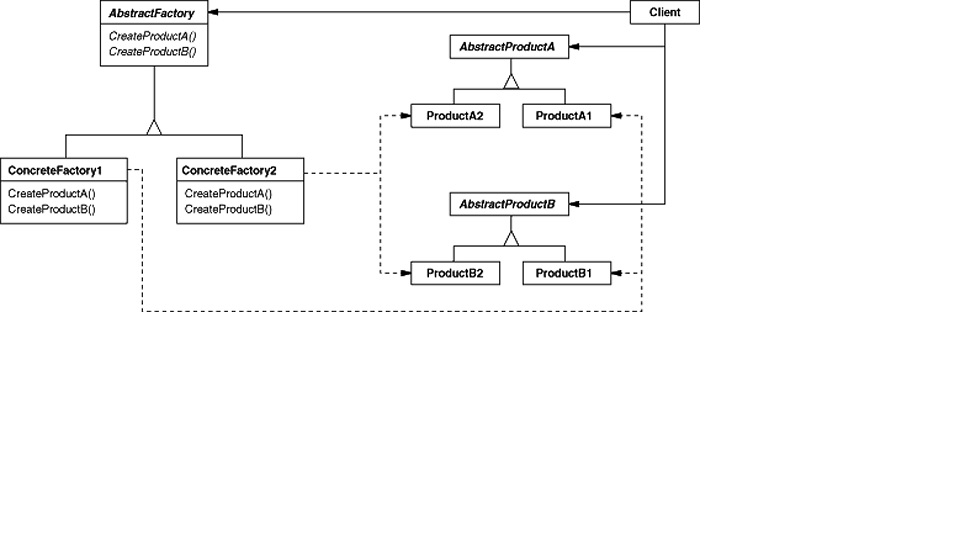 AbstractFactory
CreateProductA()
CreateProductB()
Client
AbstractProductA
ProductA2
ProductA1
ConcreteFactory1
CreateProductA()
CreateProductB()
ConcreteFactory2
CreateProductA()
CreateProductB()
AbstractProductB
ProductB2
ProductB1